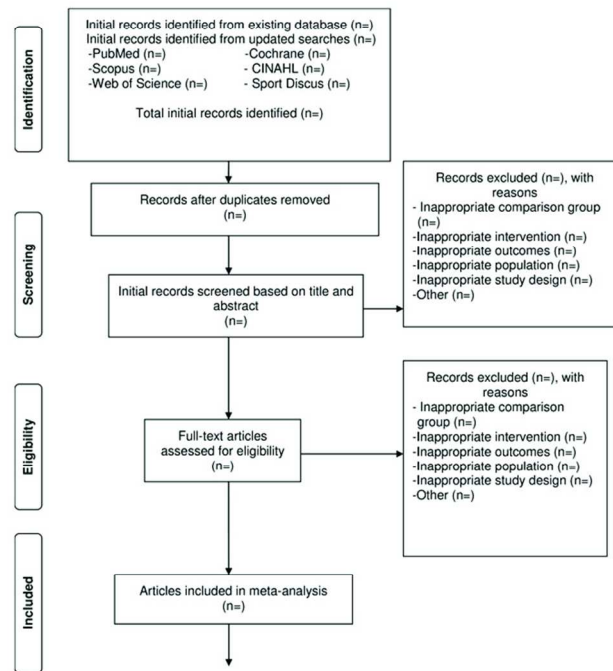 Identification
Initial records identified from existing database (n=)
Initial records identified from updated searches (n=)
-PubMed (n=) -Cochrane (n=)
-Scopus (n=) - CINAHL (n=)
-Web of Science (n=) - Sport Discus (n=)
Total initial records identified (n=)
Screening
Records after duplicates removed
(n=)
Initial records screened based on title and
abstract
(n=)
Records excluded (n=), with
reasons
- Inappropriate comparison group
(n=)
-Inappropriate intervention (n=)
-Inappropriate outcomes (n=)
-Inappropriate population (n=)
-Inappropriate study design (n=)
-Other (n=)
Eligibility
Full-text articles
assessed for eligibility
(n=)
Records excluded (n=), with
reasons
- Inappropriate comparison
group (n=)
-Inappropriate intervention (n=)
-Inappropriate outcomes (n=)
-Inappropriate population (n=)
-Inappropriate study design (n=)
-Other (n=)
Included
Articles included in meta-analysis
(n=)